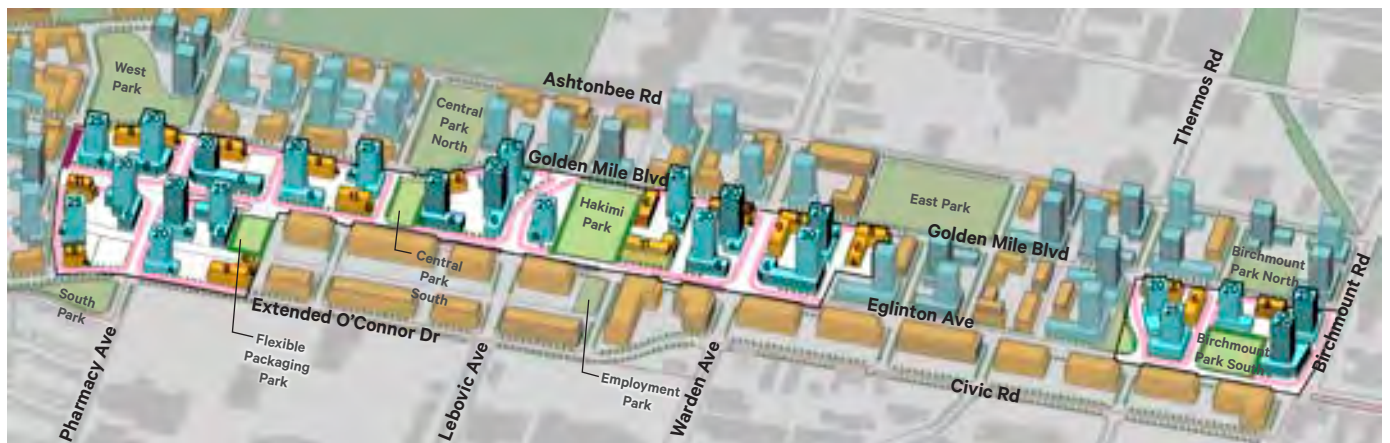 West
Park
Central
Park
North
Ashtonbee Rd
Thermos Rd
Golden Mile Blvd
Hakimi
Park
East Park
Golden Mile Blvd
Birchmount
Park North
Central
Park
South
South
Park
Extended O'Connor Dr
Eglinton Ave
Birchmount
Park South
Birchmount Rd
Flexible
Packaging
Park
Employment
Park
Civic Rd
Pharmacy Ave
Lebovic Ave
Warden Ave